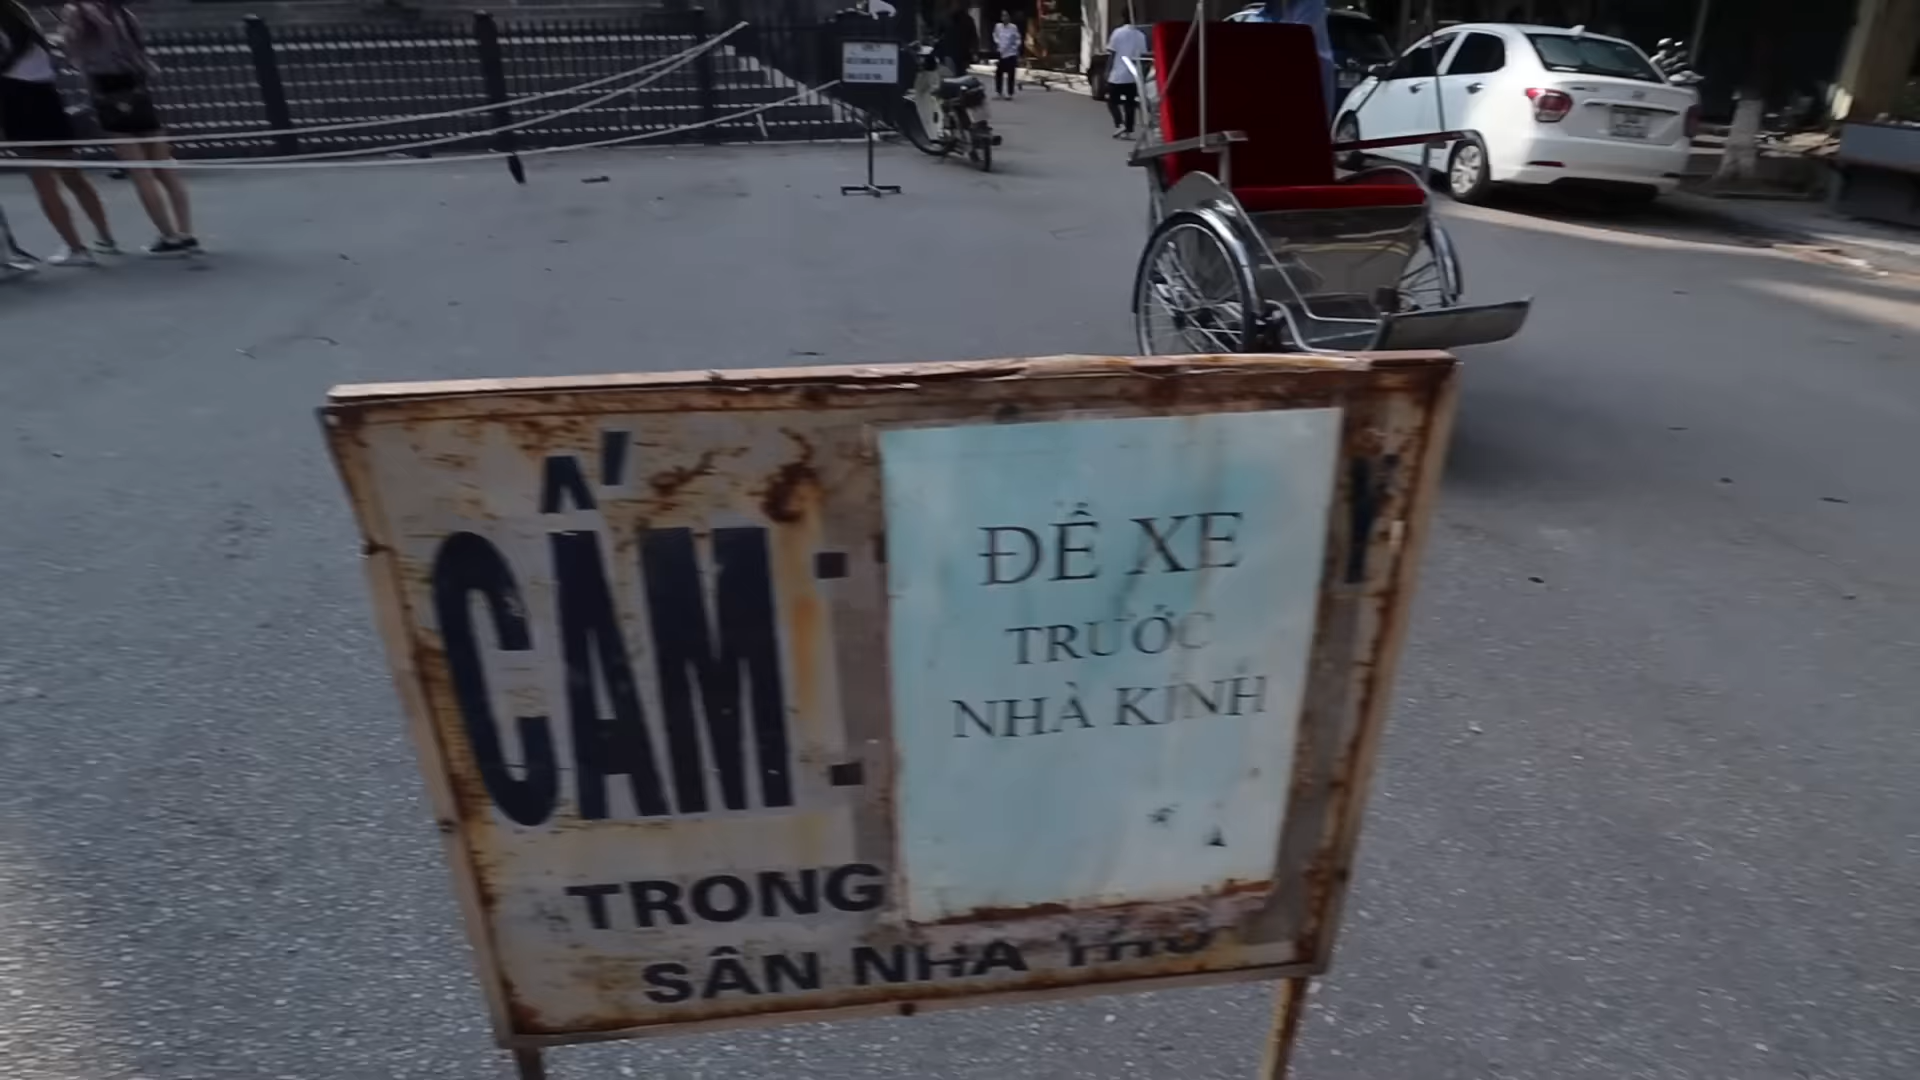 CẤM:
ĐỂ XE
TRƯỚC
NHÀ KÍNH
TRONG
SÂN NHÀ THỜ